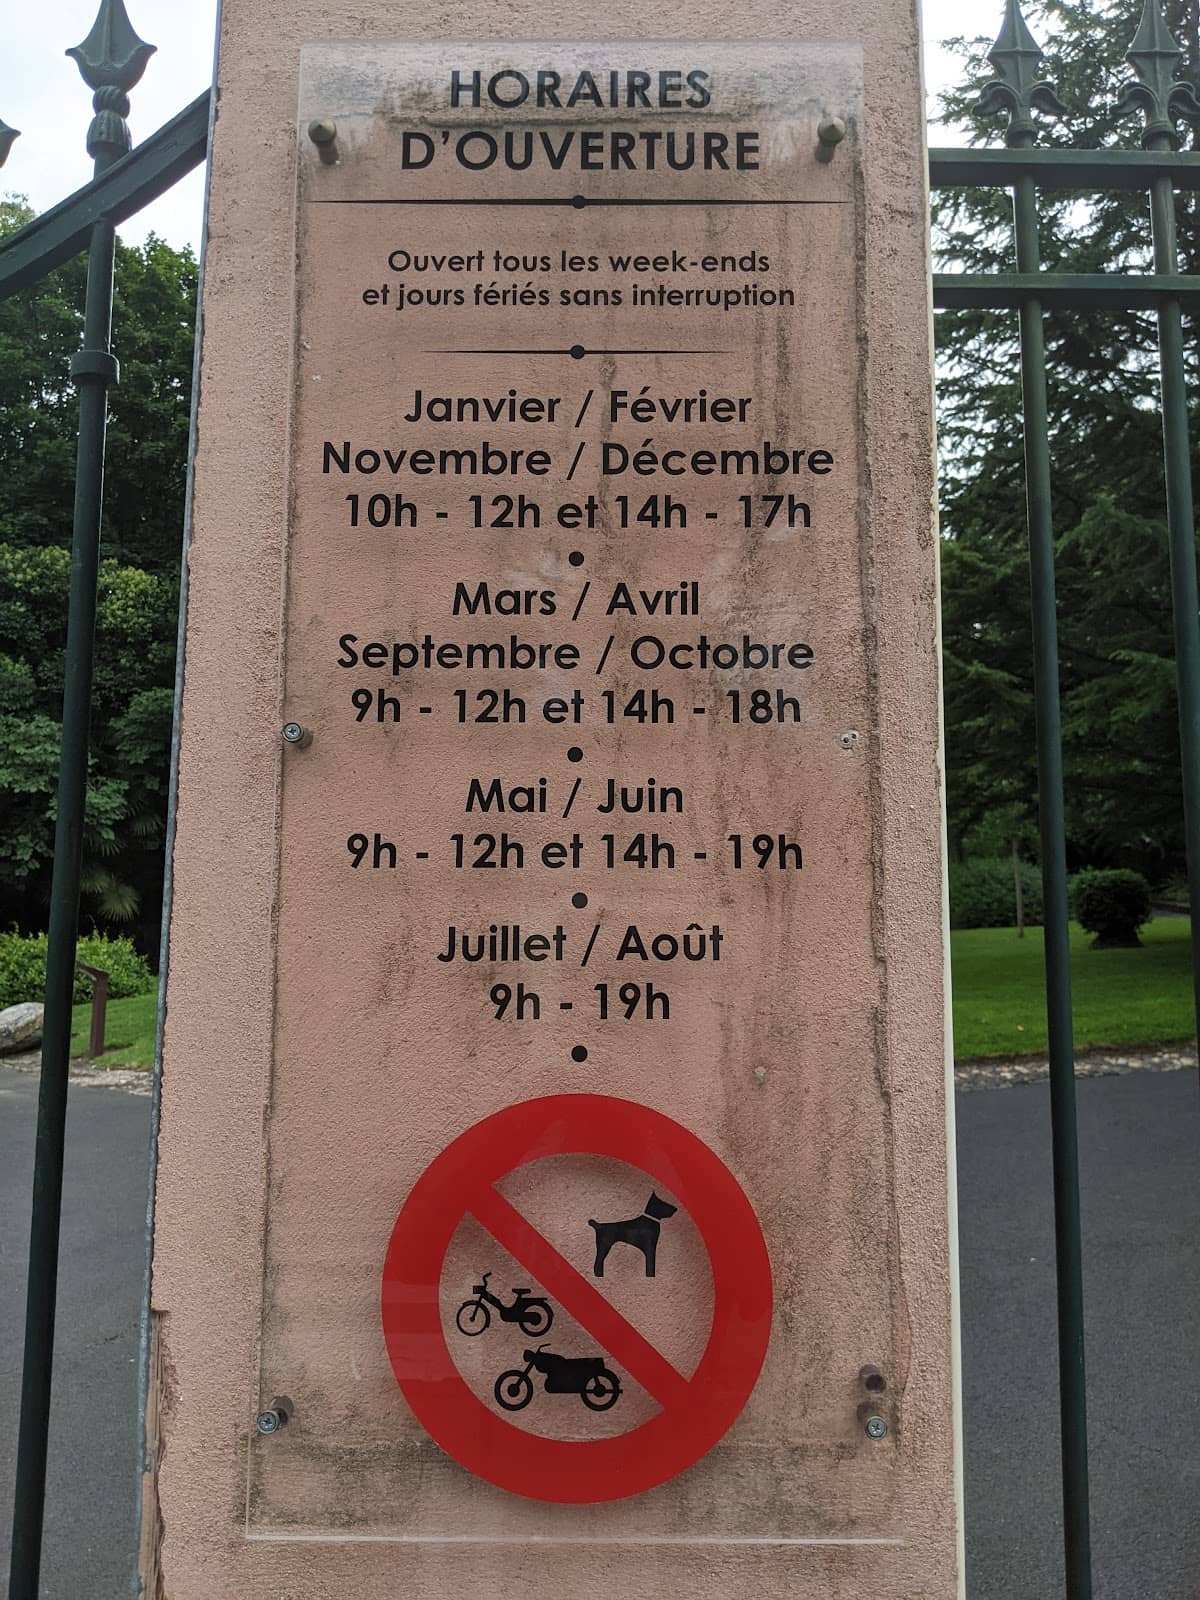 HORAIRES
D'OUVERTURE
Ouvert tous les week-ends
et jours fériés sans interruption
Janvier / Février
Novembre / Décembre
10h - 12h et 14h - 17h
Mars / Avril
Septembre / Octobre
9h - 12h et 14h - 18h
Mai / Juin
9h - 12h et 14h - 19h
Juillet / Août
9h - 19h